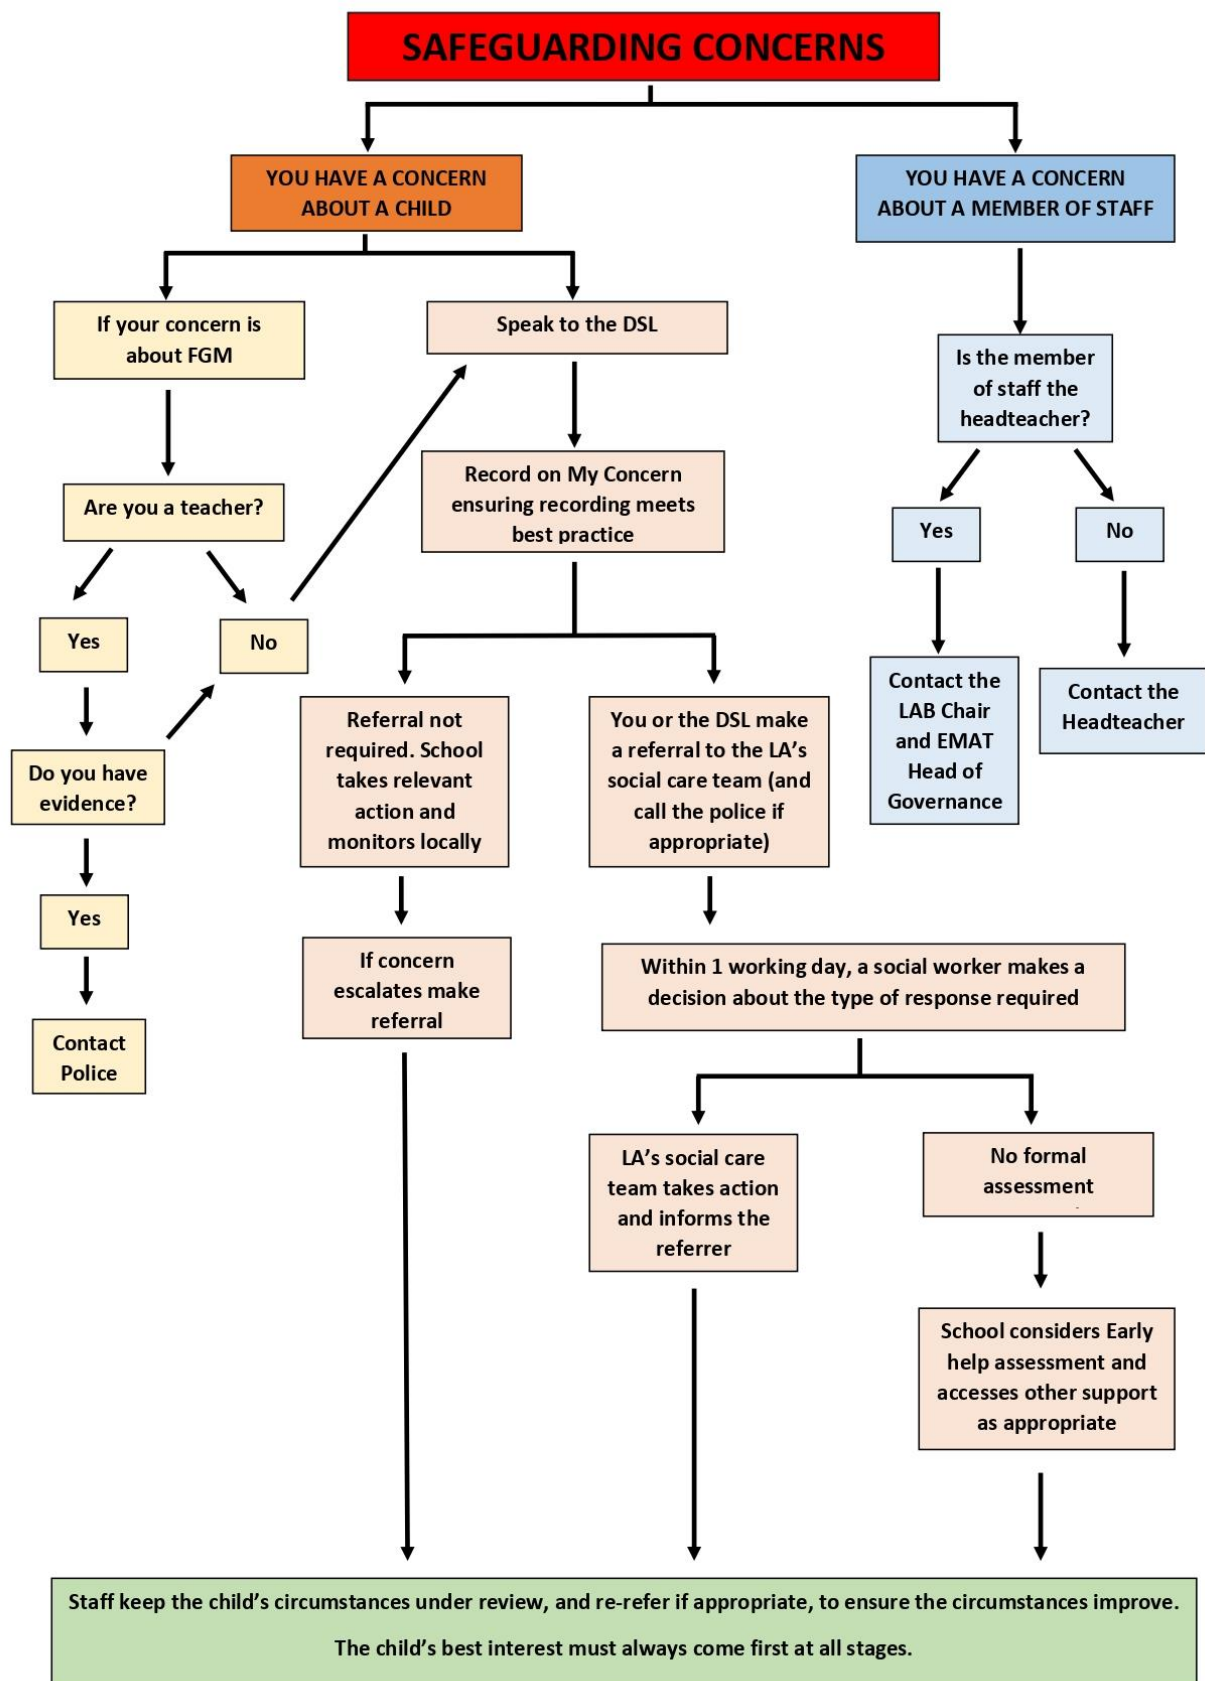 SAFEGUARDING CONCERNS
YOU HAVE A CONCERN
ABOUT A CHILD
YOU HAVE A CONCERN
ABOUT A MEMBER OF STAFF
If your concern is
about FGM
Speak to the DSL
Is the member
of staff the
headteacher?
Are you a teacher?
Record on My Concern
ensuring recording meets
best practice
Yes
No
Yes
No
Do you have
evidence?
Referral not
required. School
takes relevant
action and
monitors locally
You or the DSL make
a referral to the LA’s
social care team (and
call the police if
appropriate)
Contact the
LAB Chair
and EMAT
Head of
Governance
Contact the
Headteacher
Yes
If concern
escalates make
referral
Within 1 working day, a social worker makes a
decision about the type of response required
Contact
Police
LA’s social care
team takes action
and informs the
referrer
No formal
assessment
School considers Early
help assessment and
accesses other support
as appropriate
Staff keep the child’s circumstances under review, and re-refer if appropriate, to ensure the circumstances improve.
The child’s best interest must always come first at all stages.